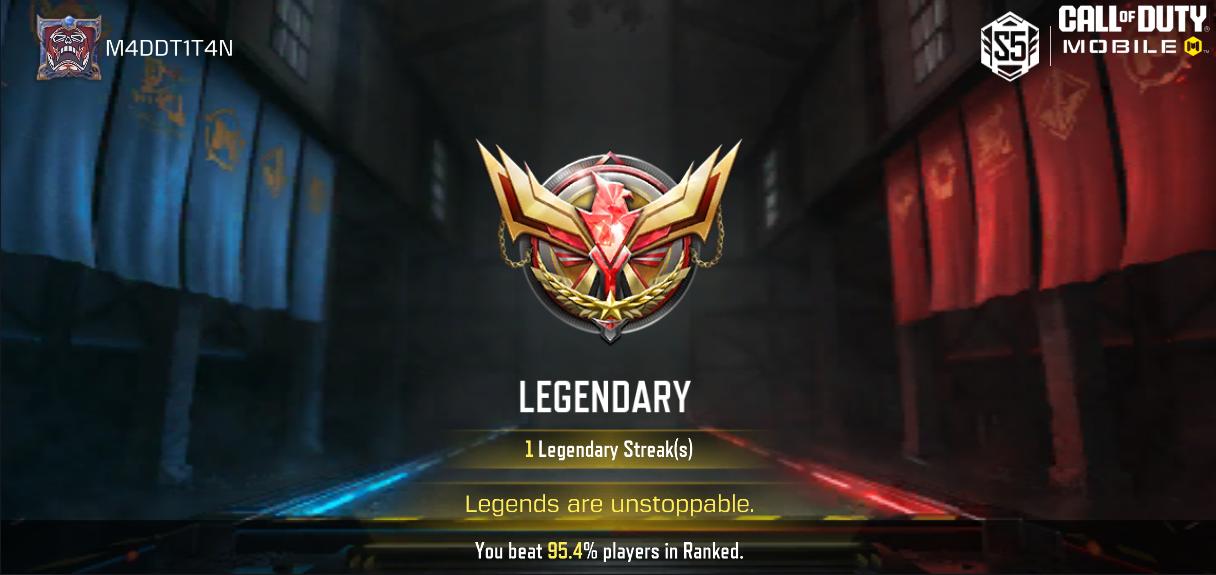 M4DDT1T4N
S5
CALL OF DUTY
MOBILE
LEGENDARY
1 Legendary Streak(s)
Legends are unstoppable.
You beat 95.4% players in Ranked.